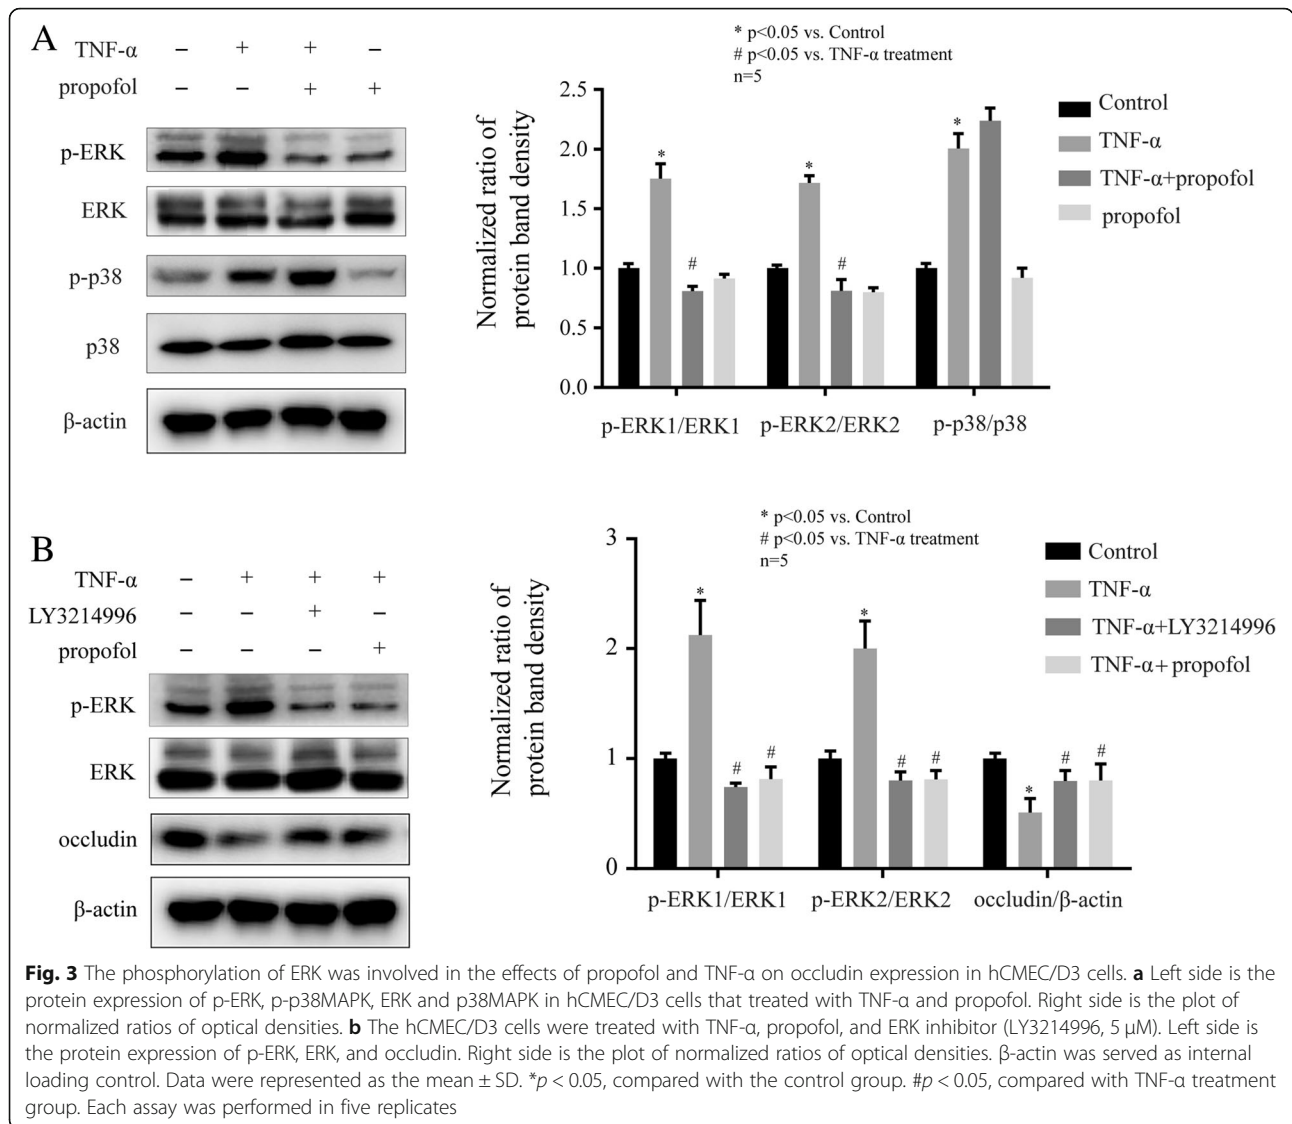 A
TNF-α − + + −
propofol − − + +
p-ERK
ERK
p-p38
p38
β-actin
* p<0.05 vs. Control
# p<0.05 vs. TNF-α treatment
n=5
Normalized ratio of
protein band density
2.5
2.0
1.5
1.0
0.5
0.0
* # * # *
p-ERK1/ERK1 p-ERK2/ERK2 p-p38/p38
Control
TNF-α
TNF-α+propofol
propofol
B
TNF-α − + + +
LY3214996 − − + −
propofol − − − +
p-ERK
ERK
occludin
β-actin
* p<0.05 vs. Control
# p<0.05 vs. TNF-α treatment
n=5
Normalized ratio of
protein band density
3
2
1
0
* # # * # # * # #
p-ERK1/ERK1 p-ERK2/ERK2 occludin/β-actin
Control
TNF-α
TNF-α+LY3214996
TNF-α+propofol
Fig. 3 The phosphorylation of ERK was involved in the effects of propofol and TNF-α on occludin expression in hCMEC/D3 cells. a Left side is the
protein expression of p-ERK, p-p38MAPK, ERK and p38MAPK in hCMEC/D3 cells that treated with TNF-α and propofol. Right side is the plot of
normalized ratios of optical densities. b The hCMEC/D3 cells were treated with TNF-α, propofol, and ERK inhibitor (LY3214996, 5 μM). Left side is
the protein expression of p-ERK, ERK, and occludin. Right side is the plot of normalized ratios of optical densities. β-actin was served as internal
loading control. Data were represented as the mean ± SD. *p < 0.05, compared with the control group. #p < 0.05, compared with TNF-α treatment
group. Each assay was performed in five replicates